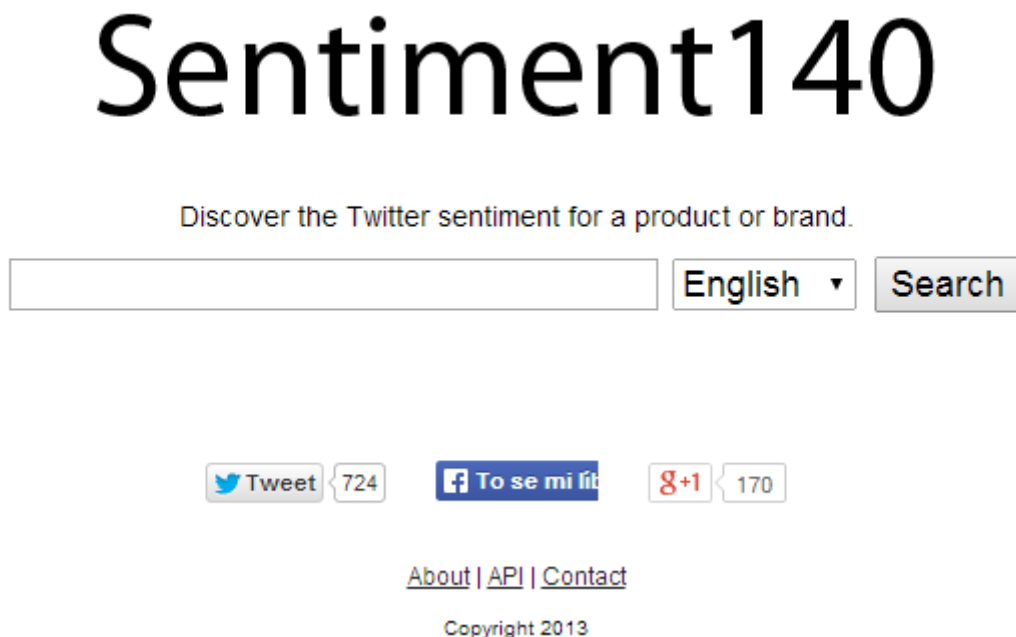 Sentiment140
Discover the Twitter sentiment for a product or brand.
English Search
Tweet 724 To se mi líb g+1 170
About | API | Contact
Copyright 2013